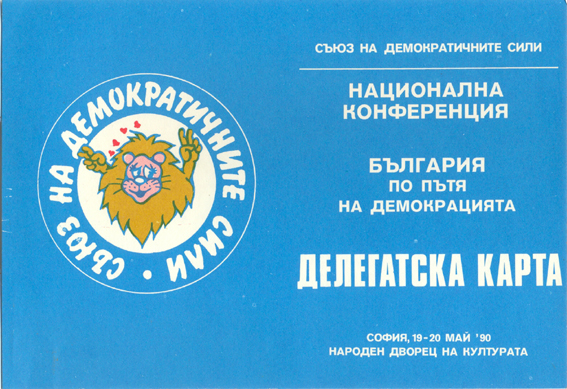 СЪЮЗ НА ДЕМОКРАТИЧНИТЕ СИЛИ •
СЪЮЗ НА ДЕМОКРАТИЧНИТЕ СИЛИ
НАЦИОНАЛНА
КОНФЕРЕНЦИЯ
БЪЛГАРИЯ
ПО ПЪТЯ
НА ДЕМОКРАЦИЯТА
ДЕЛЕГАТСКА КАРТА
СОФИЯ, 19-20 МАЙ '90
НАРОДЕН ДВОРЕЦ НА КУЛТУРАТА